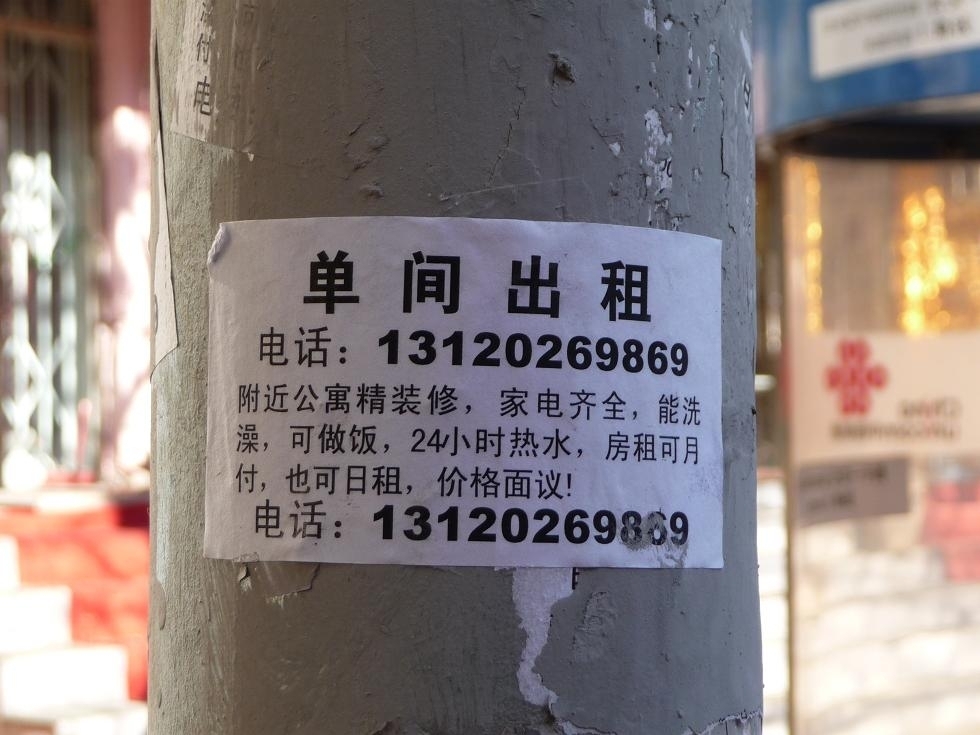 付电
单间出租
电话：13120269869
附近公寓精装修，家电齐全，能洗
澡，可做饭，24小时热水，房租可月
付，也可日租，价格面议!
电话：13120269869